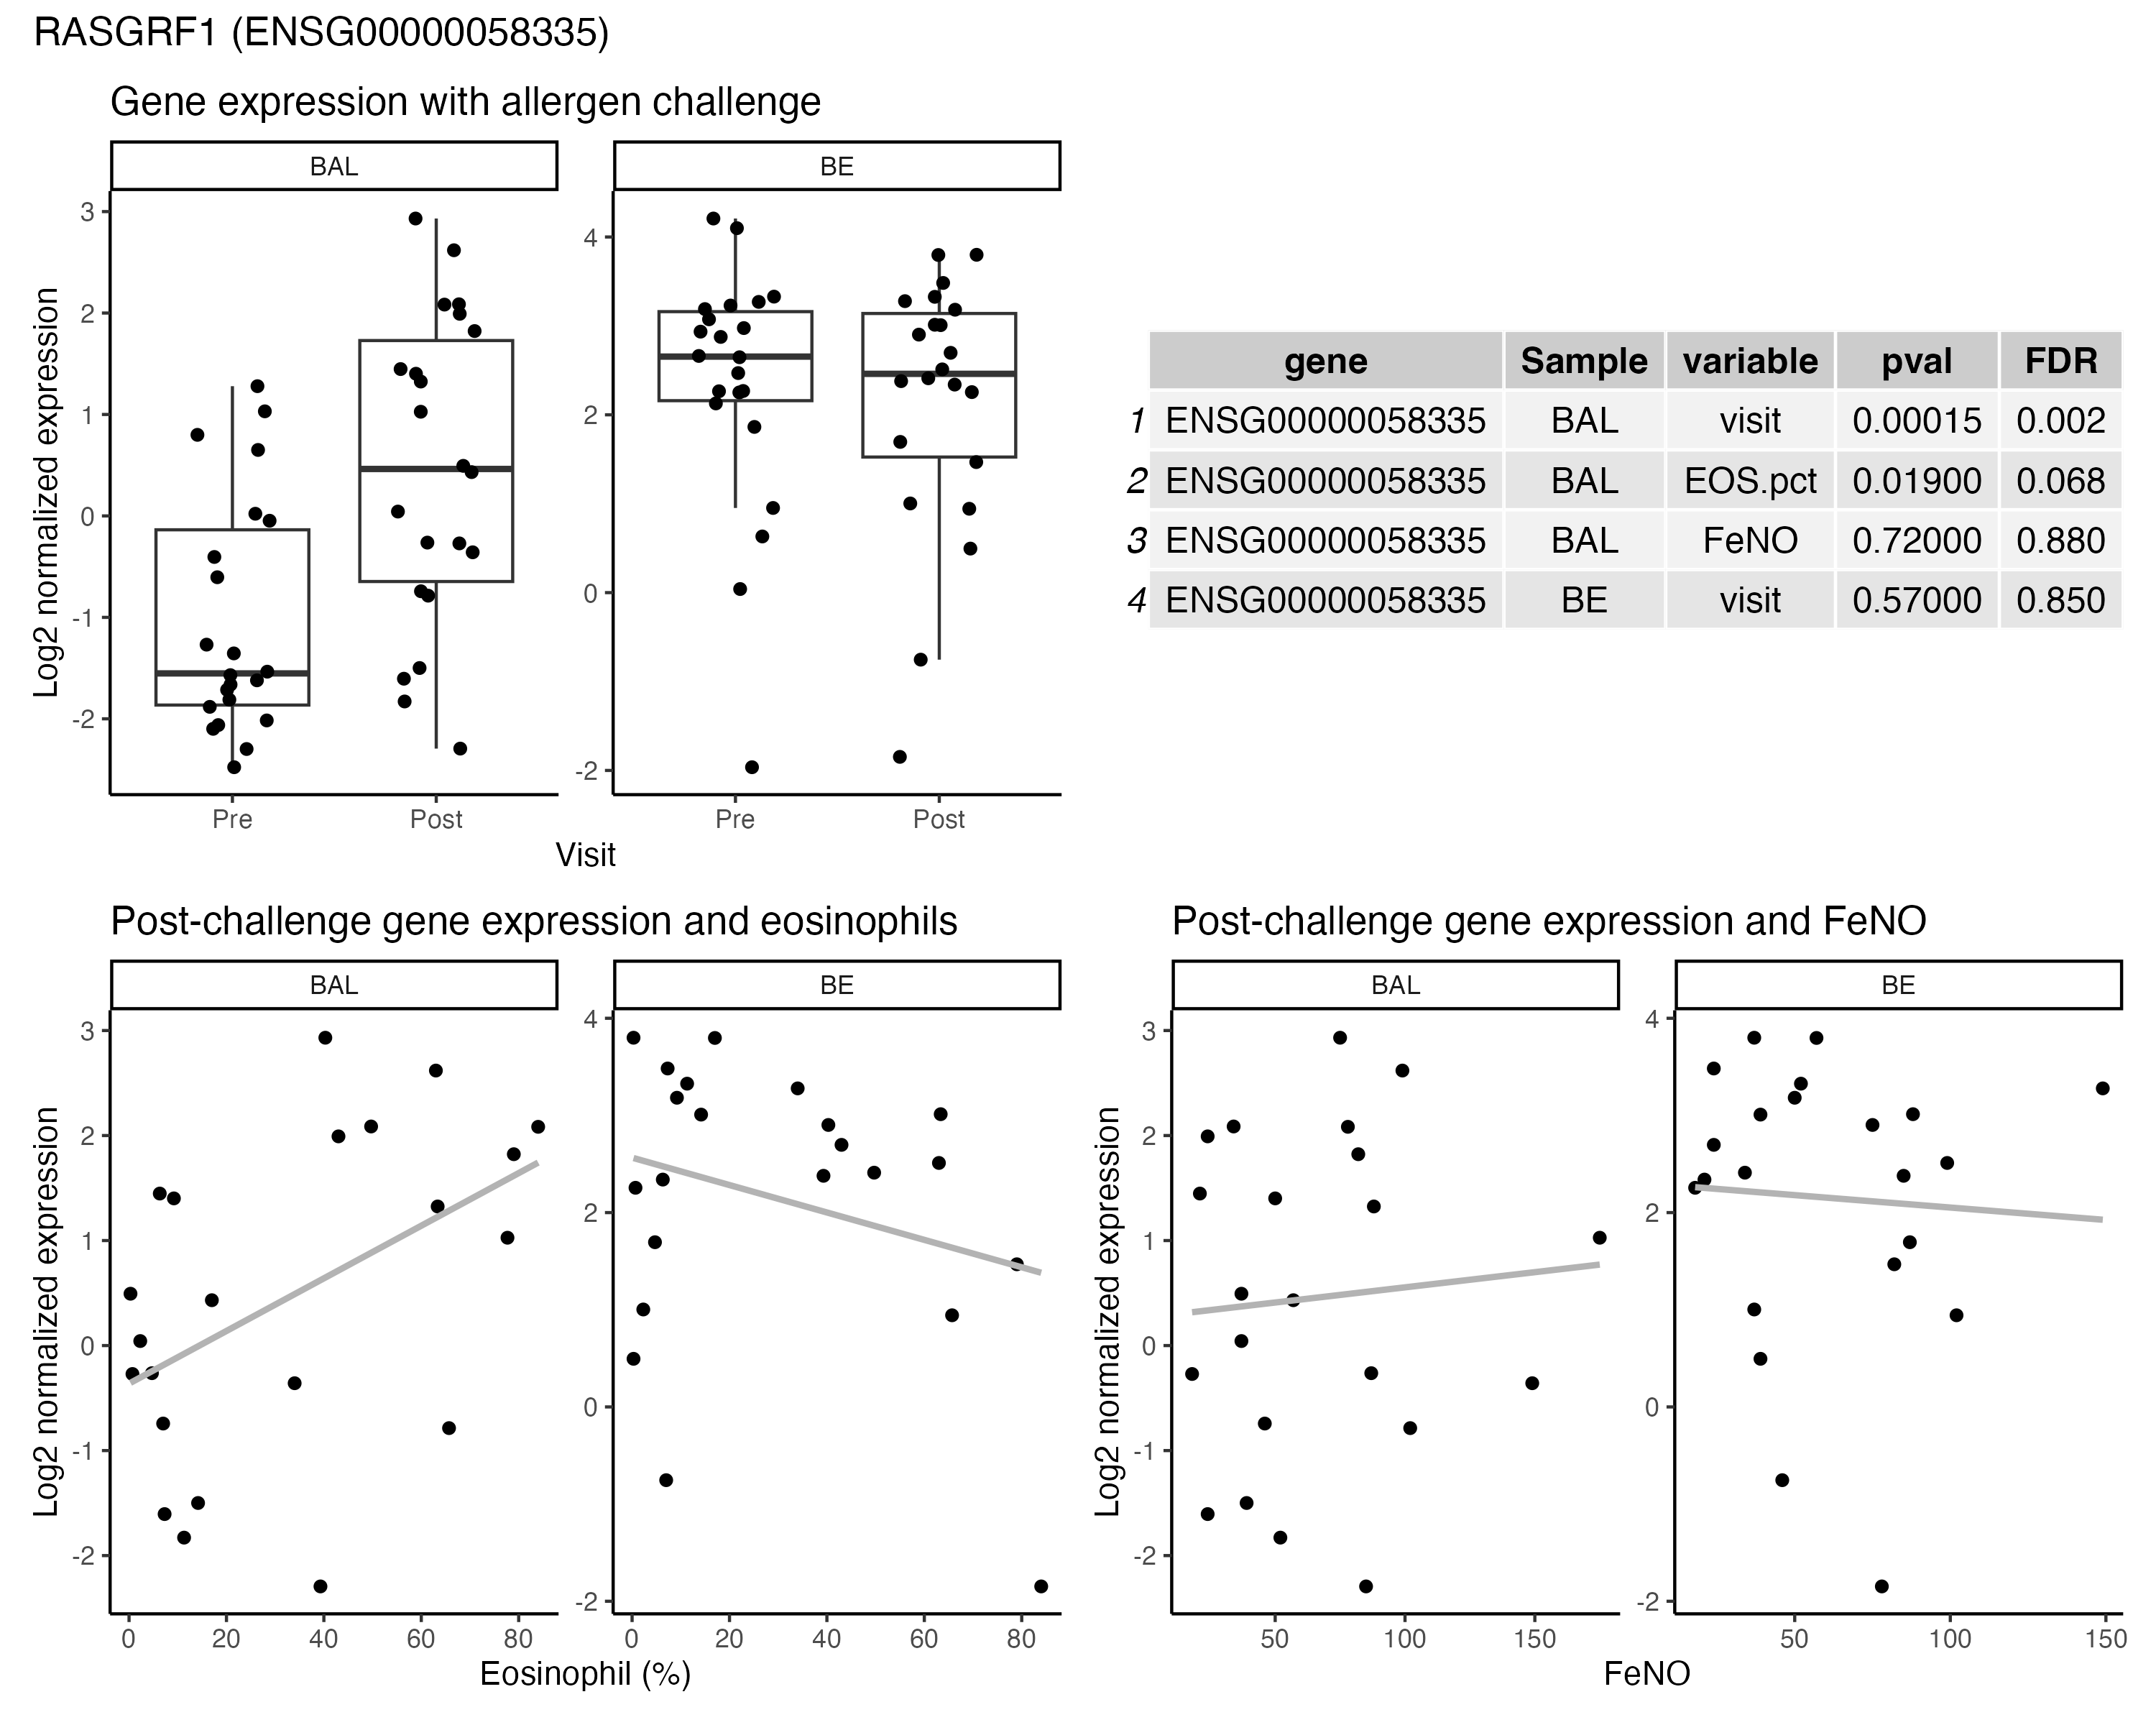 RASGRF1 (ENSG00000058335)
Gene expression with allergen challenge
BAL
BE
Log2 normalized expression
3
2
1
0
-1
-2
4
2
0
-2
Pre
Post
Pre
Post
Visit
gene Sample variable pval FDR
1 ENSG00000058335 BAL visit 0.00015 0.002
2 ENSG00000058335 BAL EOS.pct 0.01900 0.068
3 ENSG00000058335 BAL FeNO 0.72000 0.880
4 ENSG00000058335 BE visit 0.57000 0.850
Post-challenge gene expression and eosinophils
BAL
BE
Log2 normalized expression
3
2
1
0
-1
-2
4
2
0
-2
0 20 40 60 80
0 20 40 60 80
Eosinophil (%)
Post-challenge gene expression and FeNO
BAL
BE
Log2 normalized expression
3
2
1
0
-1
-2
4
2
0
-2
50 100 150
50 100 150
FeNO